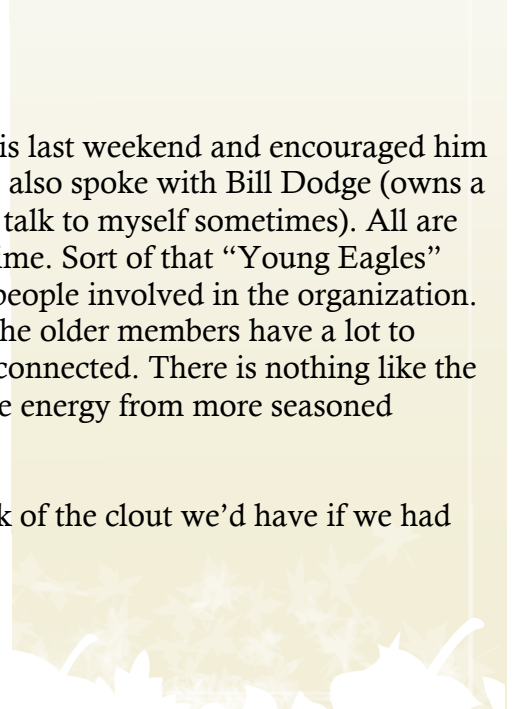 is last weekend and encouraged him
also spoke with Bill Dodge (owns a
talk to myself sometimes). All are
ime. Sort of that “Young Eagles”
people involved in the organization.
he older members have a lot to
connected. There is nothing like the
e energy from more seasoned
k of the clout we’d have if we had